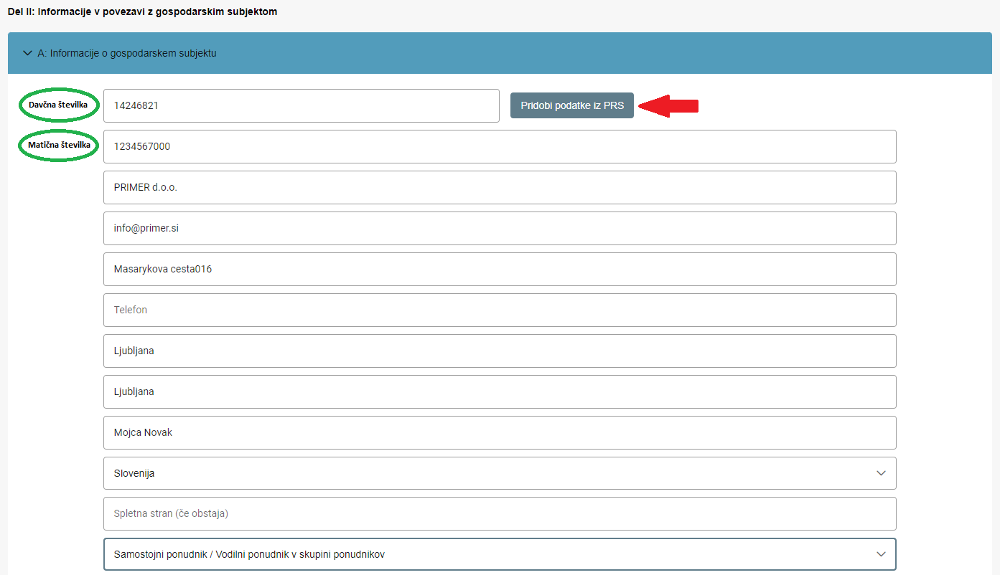 Del II: Informacije v povezavi z gospodarskim subjektom
A: Informacije o gospodarskem subjektu
Davčna številka
14246821
Pridobi podatke iz PRS
Matična številka
1234567000
PRIMER d.o.o.
info@primer.si
Masarykova cesta016
Telefon
Ljubljana
Ljubljana
Mojca Novak
Slovenija
Spletna stran (če obstaja)
Samostojni ponudnik / Vodilni ponudnik v skupini ponudnikov